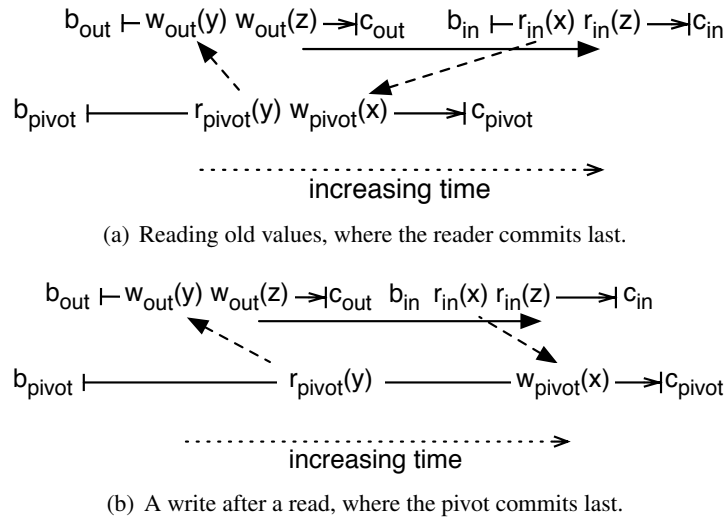 b_out w_out(y) w_out(z) c_out b_in r_in(x) r_in(z) c_in
b_pivot r_pivot(y) w_pivot(x) c_pivot
increasing time
(a) Reading old values, where the reader commits last.
b_out w_out(y) w_out(z) c_out b_in r_in(x) r_in(z) c_in
b_pivot r_pivot(y) w_pivot(x) c_pivot
increasing time
(b) A write after a read, where the pivot commits last.